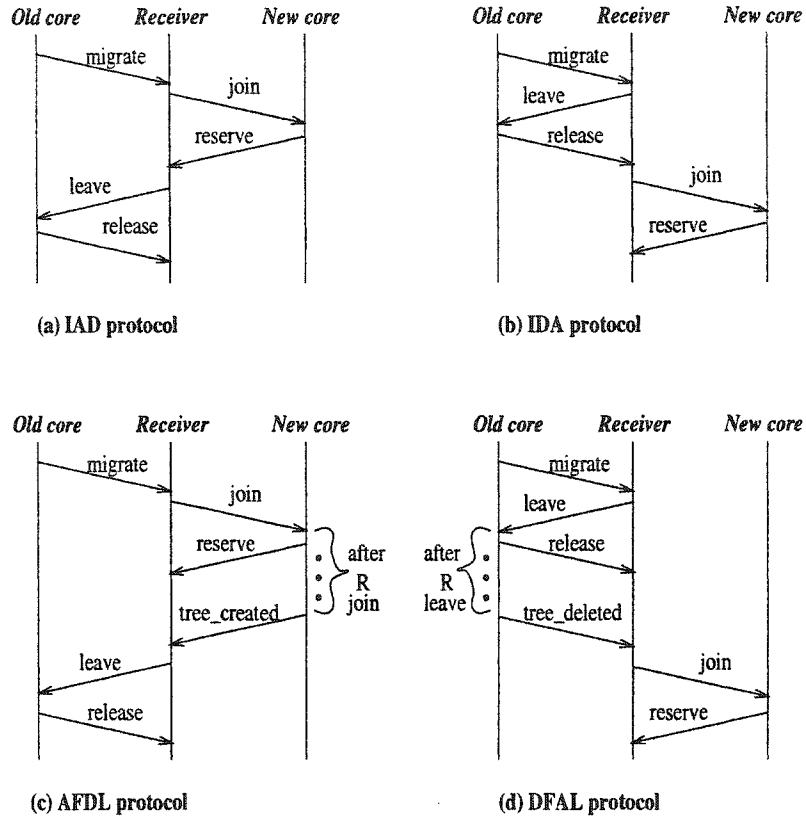 Old core Receiver New core
migrate
join
reserve
leave
release
(a) IAD protocol
Old core Receiver New core
migrate
leave
release
join
reserve
(b) IDA protocol
Old core Receiver New core
migrate
join
reserve
after
R
join
tree_created
leave
release
(c) AFDL protocol
Old core Receiver New core
migrate
leave
release
after
R
leave
tree_deleted
join
reserve
(d) DFAL protocol